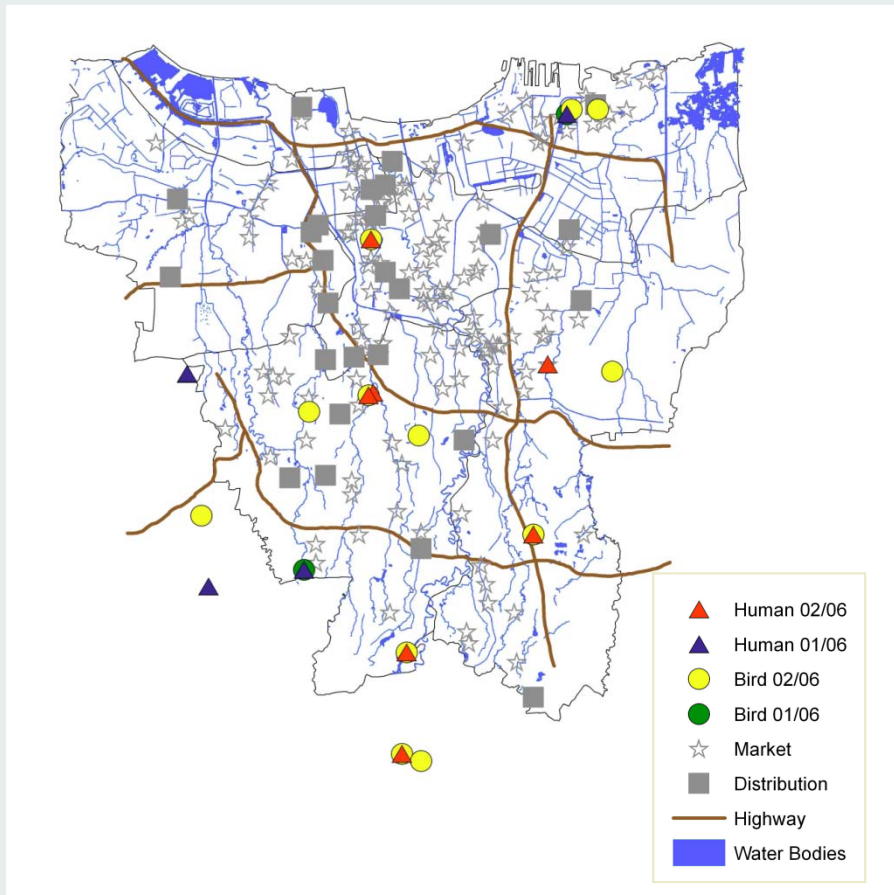 Human 02/06
Human 01/06
Bird 02/06
Bird 01/06
Market
Distribution
Highway
Water Bodies